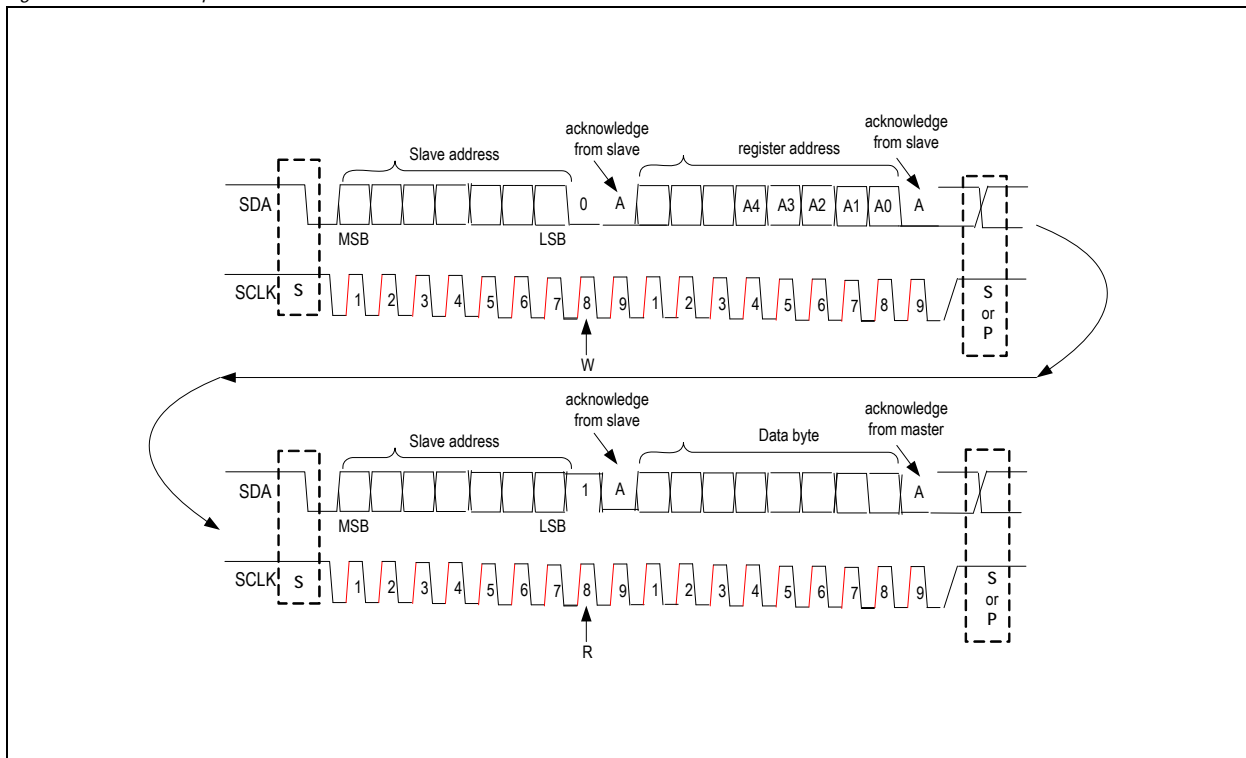 acknowledge
from slave
Slave address
register address
acknowledge
from slave
SDA
0 A A4 A3 A2 A1 A0 A
MSB LSB
SCLK S 1 2 3 4 5 6 7 8 9 1 2 3 4 5 6 7 8 9 S
or
P
W
acknowledge
from slave
Slave address
Data byte
acknowledge
from master
SDA
1 A A
MSB LSB
SCLK S 1 2 3 4 5 6 7 8 9 1 2 3 4 5 6 7 8 9 S
or
P
R